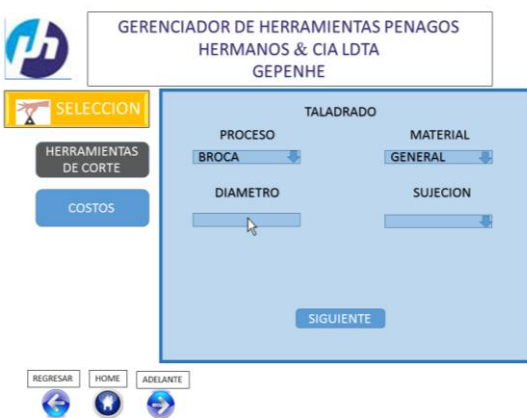 GERENCIADOR DE HERRAMIENTAS PENAGOS
HERMANOS & CIA LDTA
GEPENHE
SELECCION
HERRAMIENTAS
DE CORTE
COSTOS
TALADRADO
PROCESO
MATERIAL
BROCA
GENERAL
DIAMETRO
SUJECION
SIGUIENTE
REGRESAR
HOME
ADELANTE